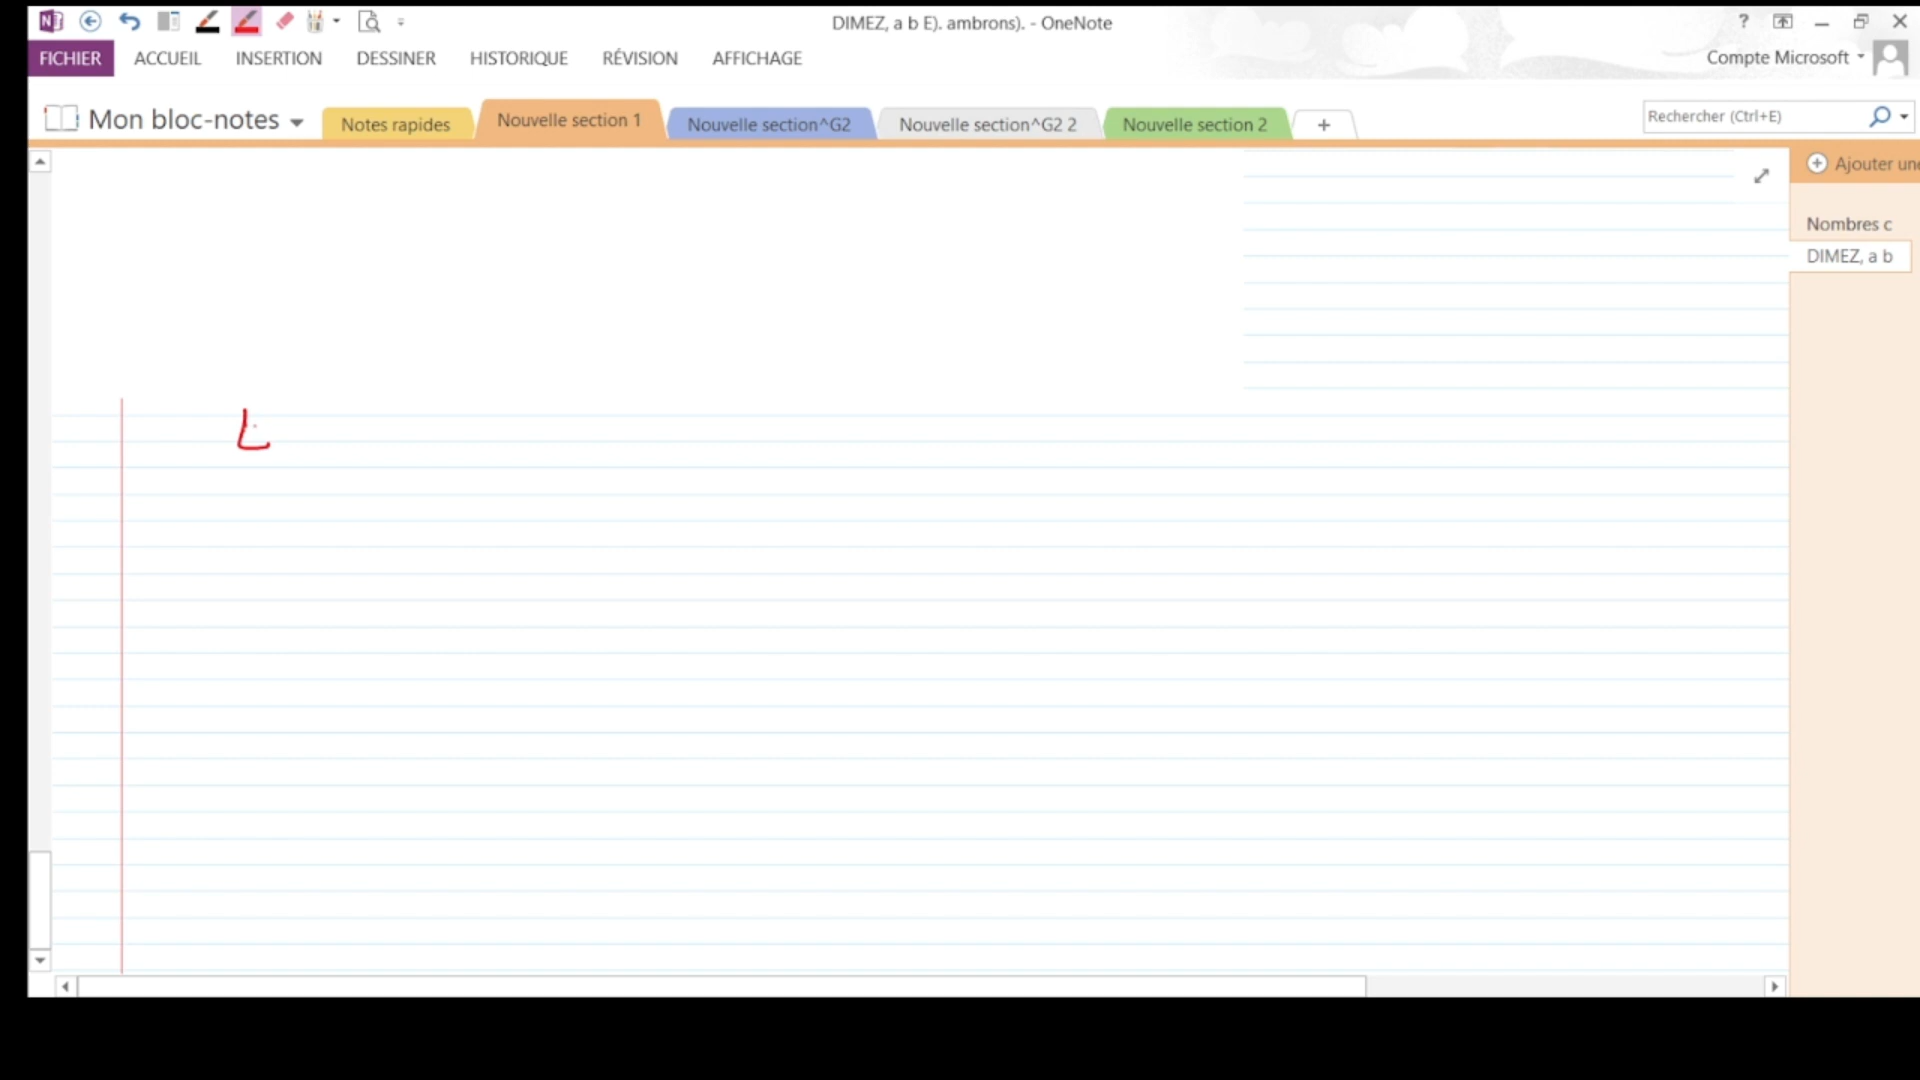 DIMEZ, a b E). ambrons). - OneNote
?
FICHIER ACCUEIL INSERTION DESSINER HISTORIQUE RÉVISION AFFICHAGE
Compte Microsoft
Mon bloc-notes
Notes rapides
Nouvelle section 1
Nouvelle section^G2
Nouvelle section^G2 2
Nouvelle section 2
+
Rechercher (Ctrl+E)
Ajouter une
Nombres c
DIMEZ, a b
L